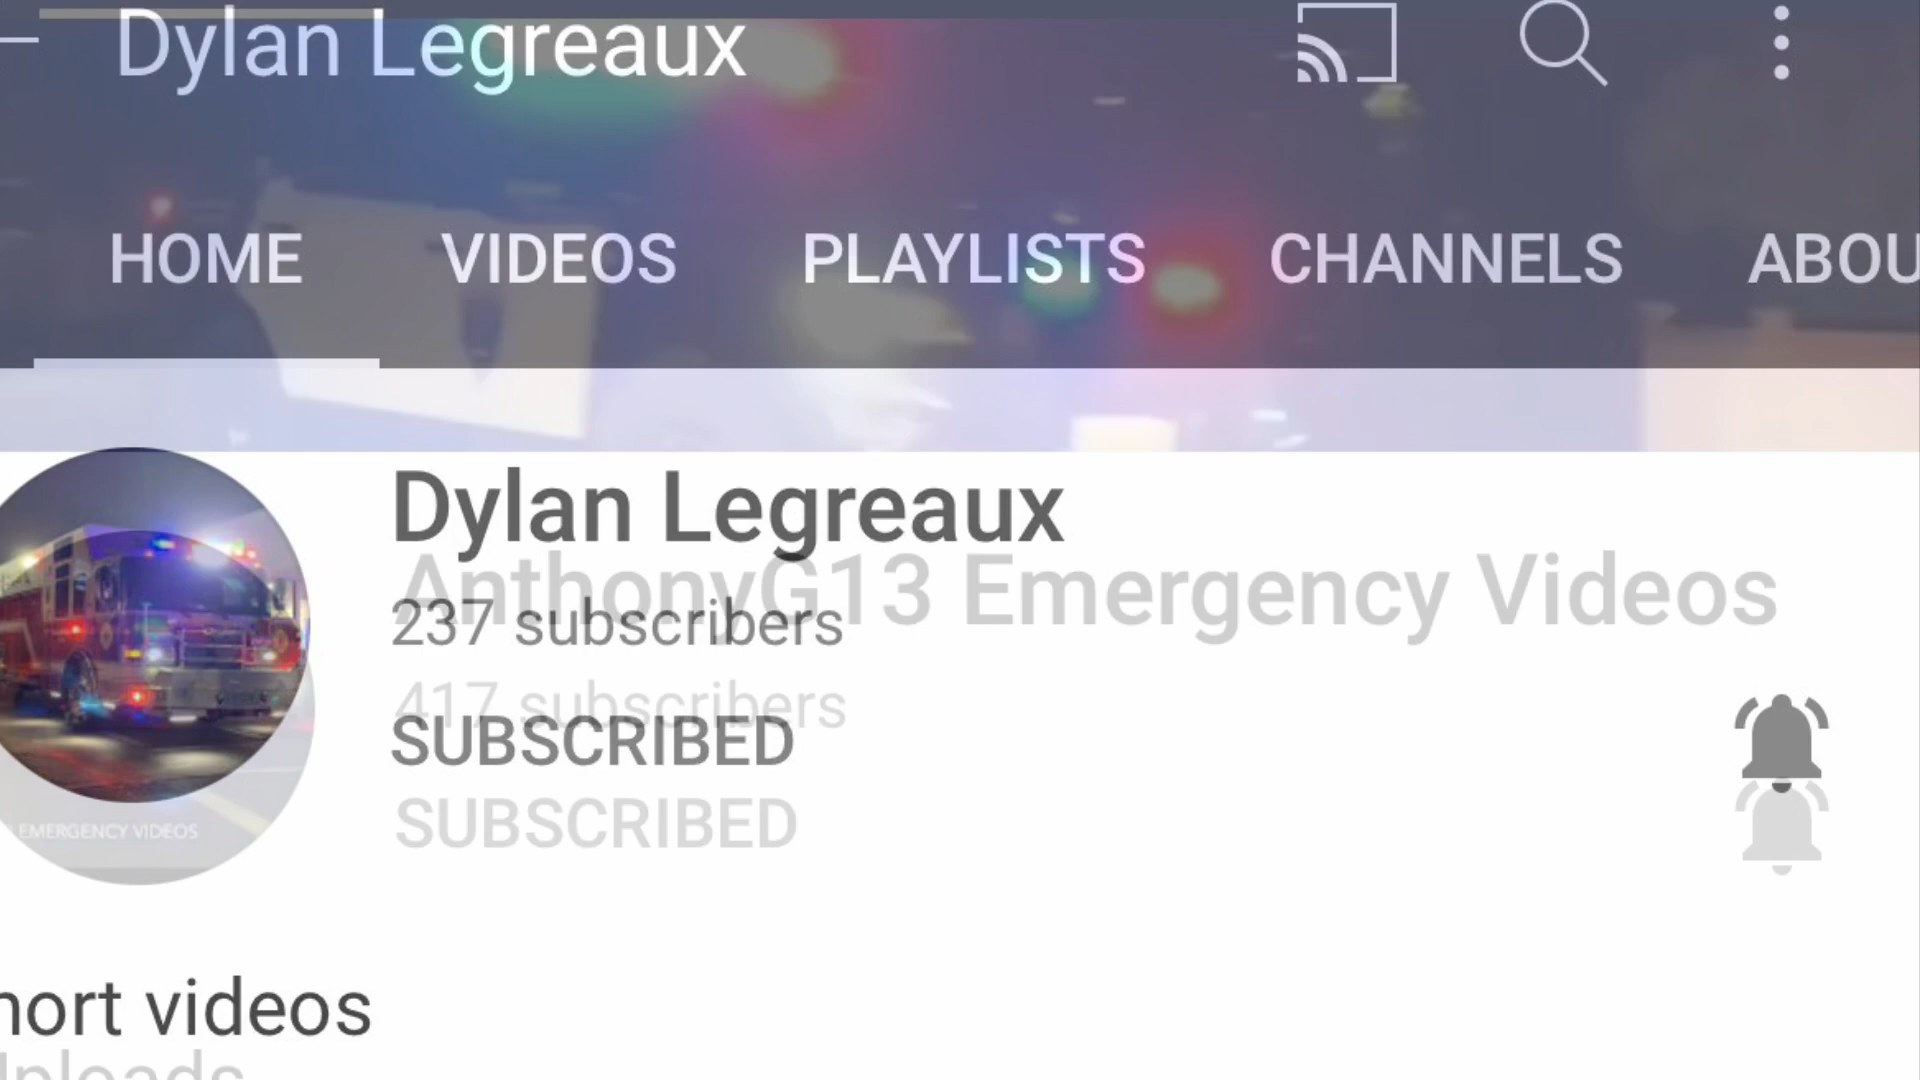 Dylan Legreaux
HOME VIDEOS PLAYLISTS CHANNELS ABOU
Dylan Legreaux
AnthonyG13 Emergency Videos
237 subscribers
417 subscribers
SUBSCRIBED
SUBSCRIBED
EMERGENCY VIDEOS
hort videos
Uploads